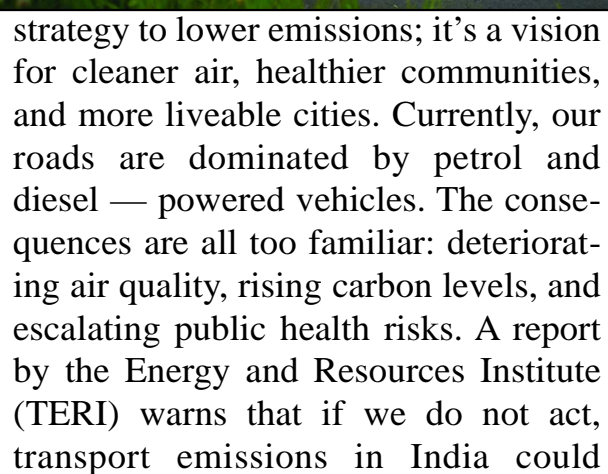 strategy to lower emissions; it's a vision
for cleaner air, healthier communities,
and more liveable cities. Currently, our
roads are dominated by petrol and
diesel — powered vehicles. The conse-
quences are all too familiar: deteriorat-
ing air quality, rising carbon levels, and
escalating public health risks. A report
by the Energy and Resources Institute
(TERI) warns that if we do not act,
transport emissions in India could